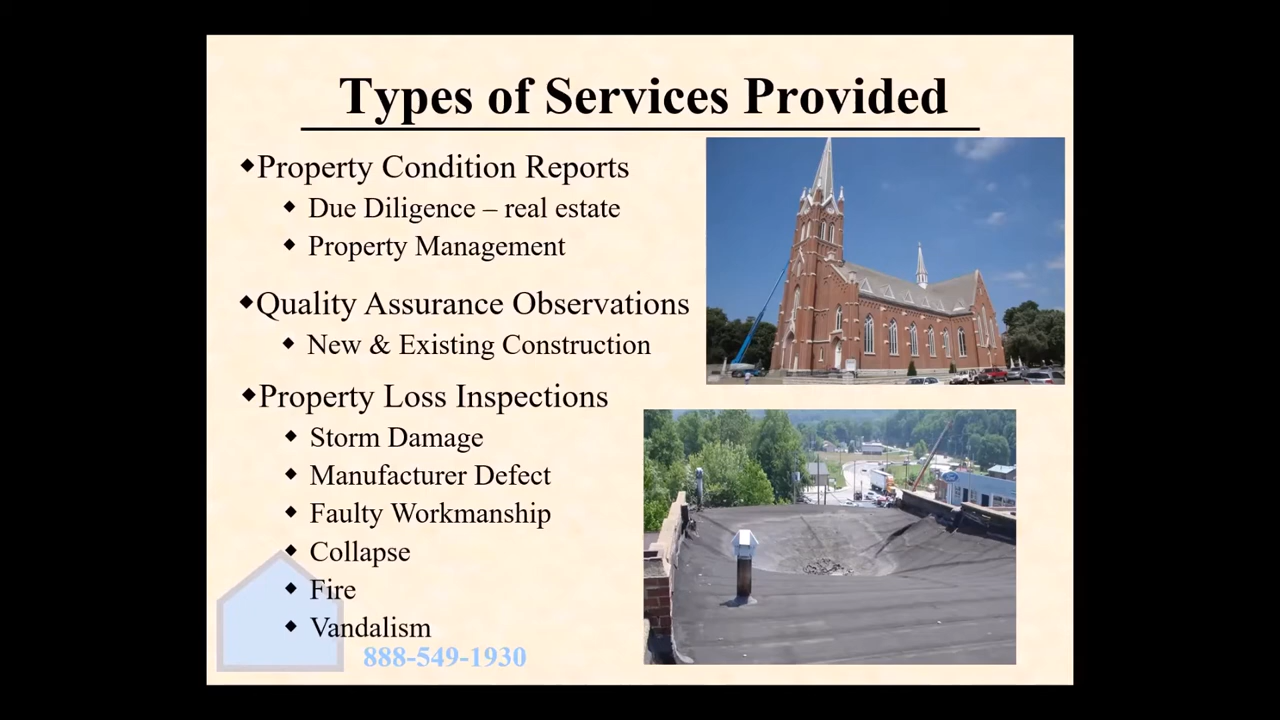 Types of Services Provided
◆Property Condition Reports
◆ Due Diligence – real estate
◆ Property Management
◆Quality Assurance Observations
◆ New & Existing Construction
◆Property Loss Inspections
◆ Storm Damage
◆ Manufacturer Defect
◆ Faulty Workmanship
◆ Collapse
◆ Fire
◆ Vandalism
888-549-1930